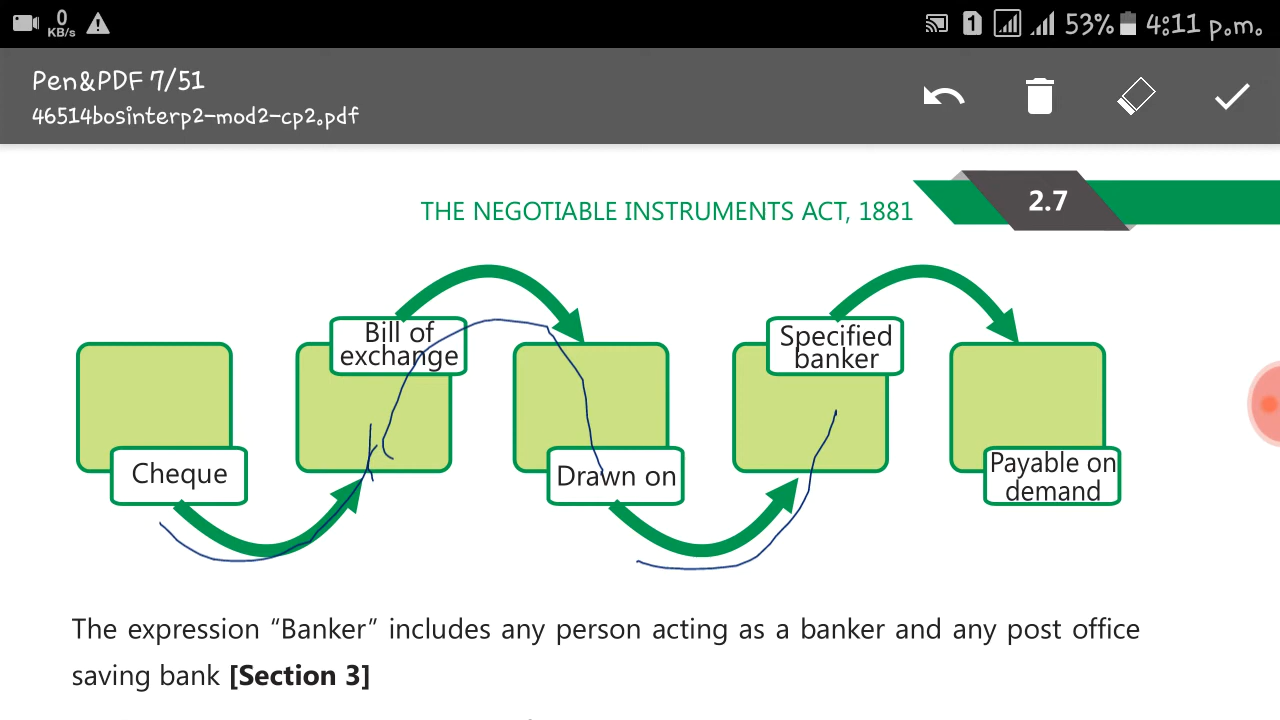 0
KB/s
1
53%
4:11 p.m.
Pen&PDF 7/51
46514bosinterp2-mod2-cp2.pdf
THE NEGOTIABLE INSTRUMENTS ACT, 1881
2.7
Bill of
exchange
Specified
banker
Cheque
Drawn on
Payable on
demand
The expression “Banker” includes any person acting as a banker and any post office
saving bank [Section 3]